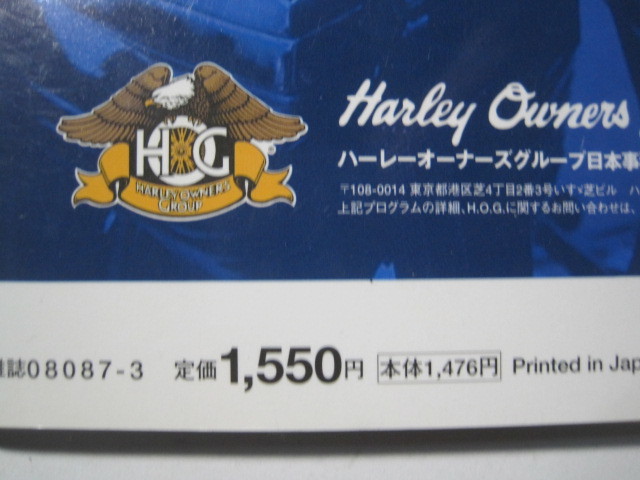 HOG
HARLEY OWNERS
GROUP
Harley Owners
ハーレーオーナーズグループ日本事
〒108-0014 東京都港区芝4丁目2番3号いすゞ芝ビル ハ
上記プログラムの詳細、H.O.G.に関するお問い合わせは、
雑誌08087-3 定価1,550円 本体1,476円 Printed in Jap